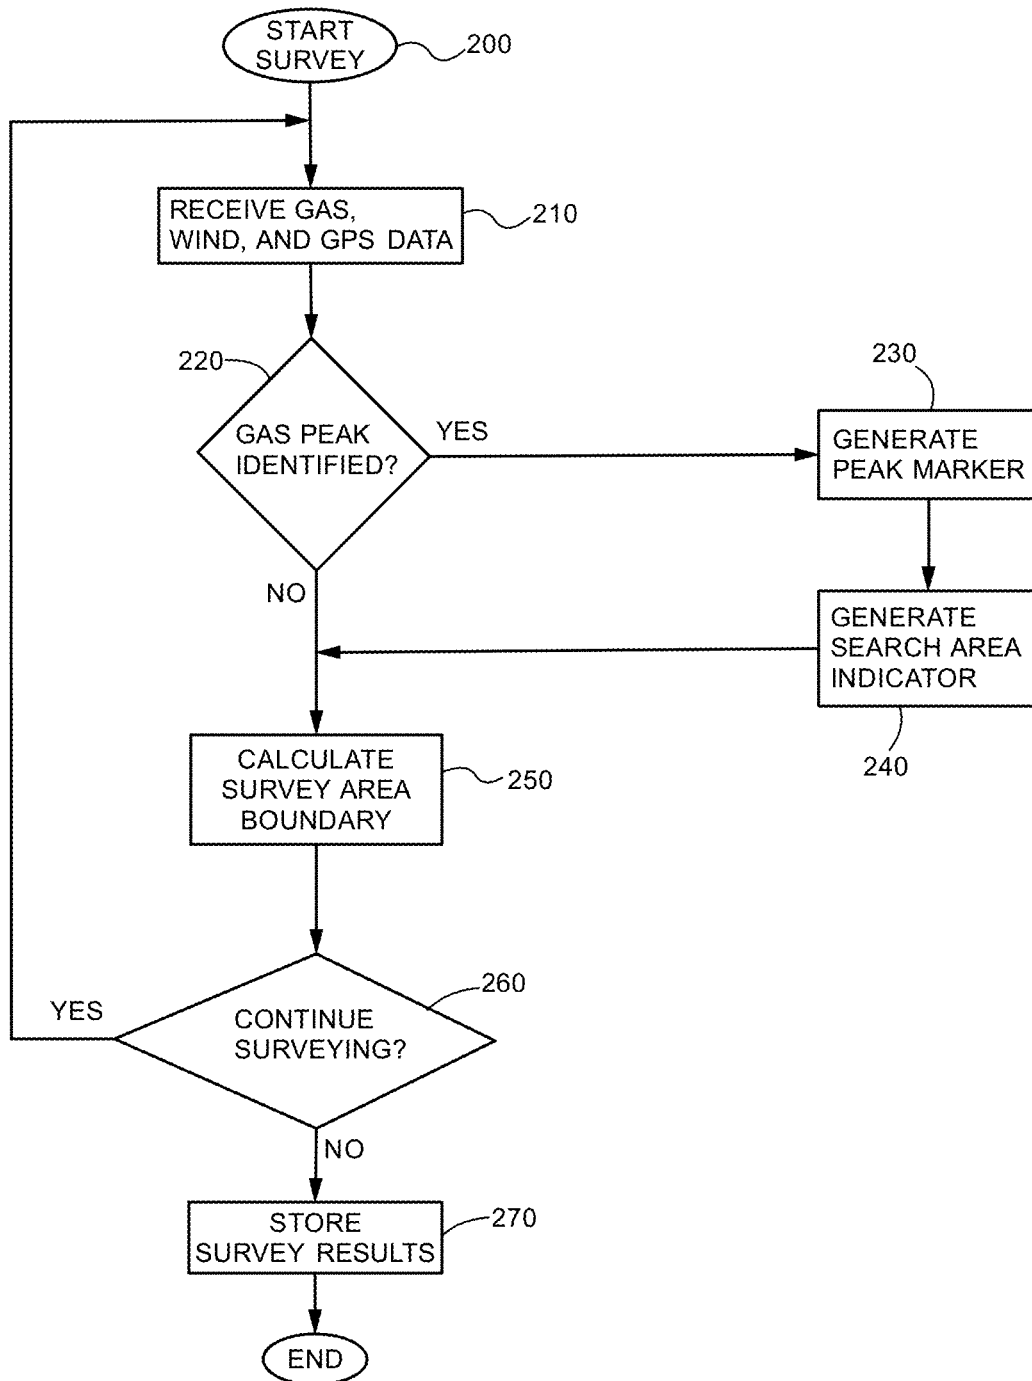 START
SURVEY
200
RECEIVE GAS,
WIND, AND GPS DATA
210
220
GAS PEAK
IDENTIFIED?
YES
230
GENERATE
PEAK MARKER
NO
GENERATE
SEARCH AREA
INDICATOR
240
CALCULATE
SURVEY AREA
BOUNDARY
250
YES
CONTINUE
SURVEYING?
260
NO
STORE
SURVEY RESULTS
270
END